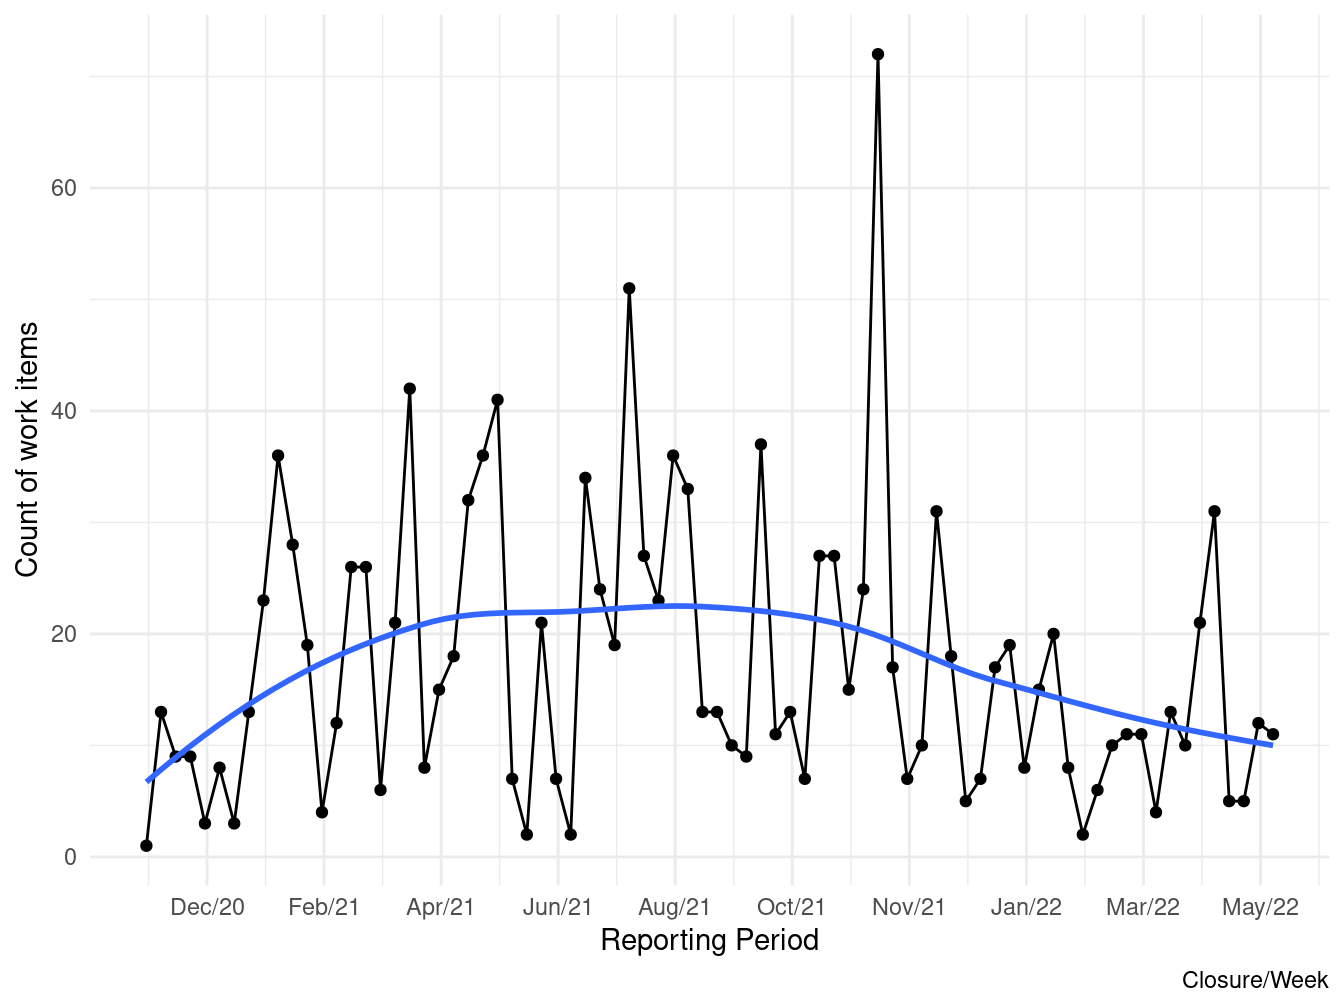 Count of work items
60
40
20
0
Dec/20 Feb/21 Apr/21 Jun/21 Aug/21 Oct/21 Nov/21 Jan/22 Mar/22 May/22
Reporting Period
Closure/Week